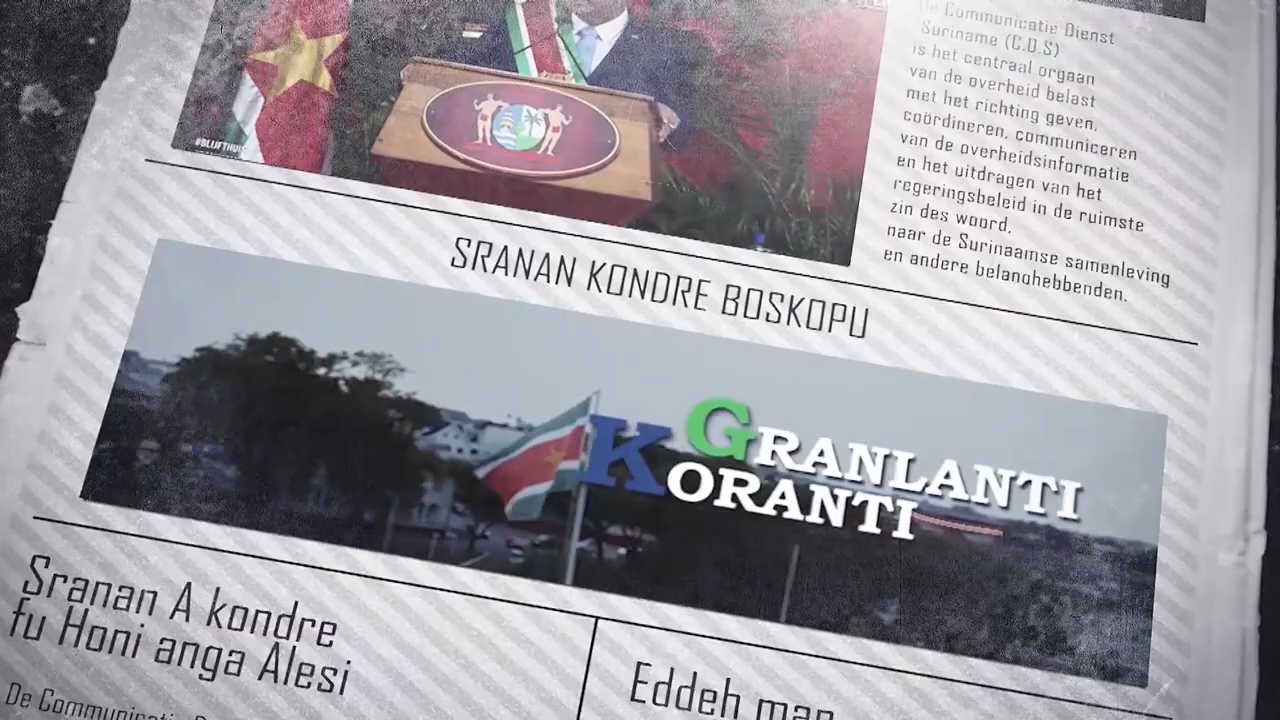 De Communicatie Dienst
Suriname (C.D.S)
is het centraal orgaan
van de overheid belast
met het richting geven,
coördineren, communiceren
van de overheidsinformatie
en het uitdragen van het
regeringsbeleid in de ruimste
zin des woord,
naar de Surinaamse samenleving
en andere belanghebbenden.
SRANAN KONDRE BOSKOPU
GRANLANTI
KORANTI
Sranan A kondre
fu Honi anga Alesi
Eddeh man
De